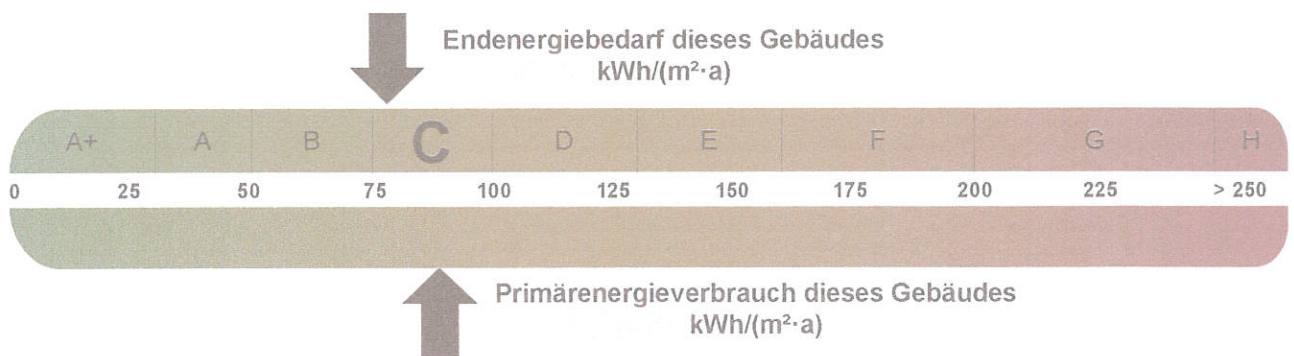 Endenergiebedarf dieses Gebäudes
kWh/(m²·a)
A+ A B C D E F G H
0 25 50 75 100 125 150 175 200 225 > 250
Primärenergieverbrauch dieses Gebäudes
kWh/(m²·a)